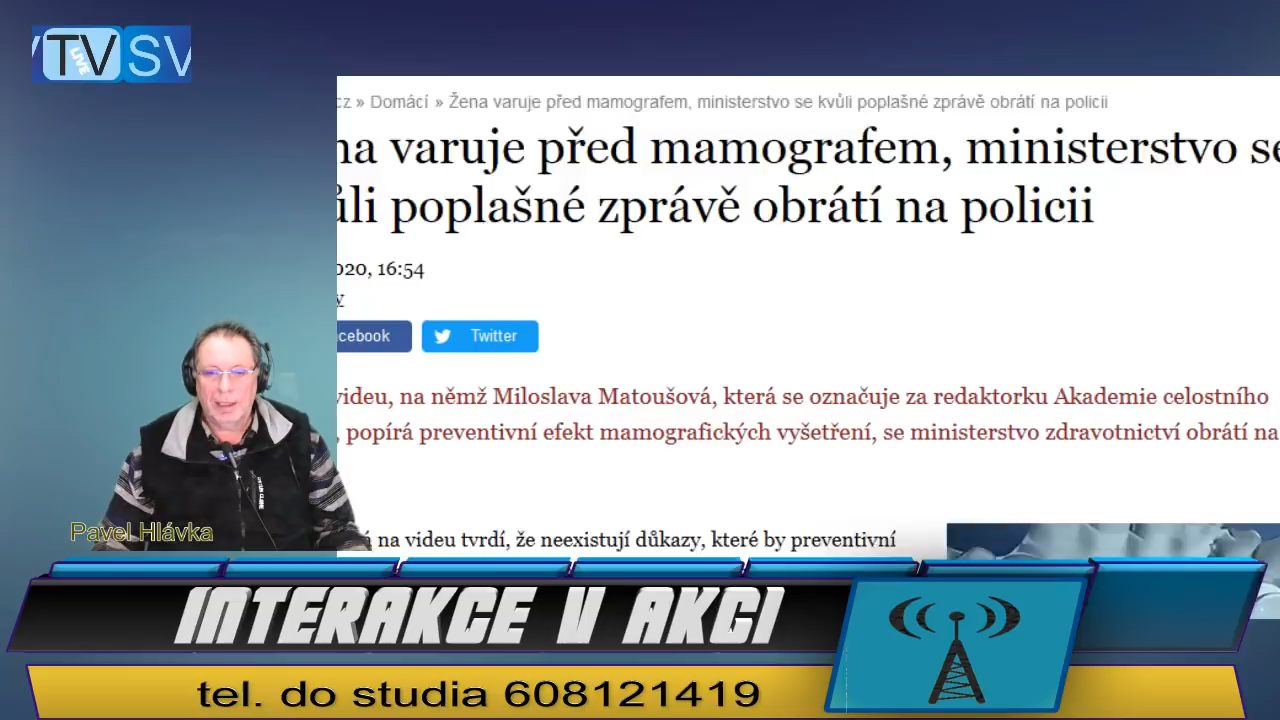 TV SV
LIVE
cz » Domácí » Žena varuje před mamografem, ministerstvo se kvůli poplašné zprávě obrátí na policii
na varuje před mamografem, ministerstvo se
ůli poplašné zprávě obrátí na policii
020, 16:54
y
cebook Twitter
videu, na němž Miloslava Matoušová, která se označuje za redaktorku Akademie celostního
, popírá preventivní efekt mamografických vyšetření, se ministerstvo zdravotnictví obrátí na
á na videu tvrdí, že neexistují důkazy, které by preventivní
Pavel Hlávka
INTERAKCE V AKCI
tel. do studia 608121419